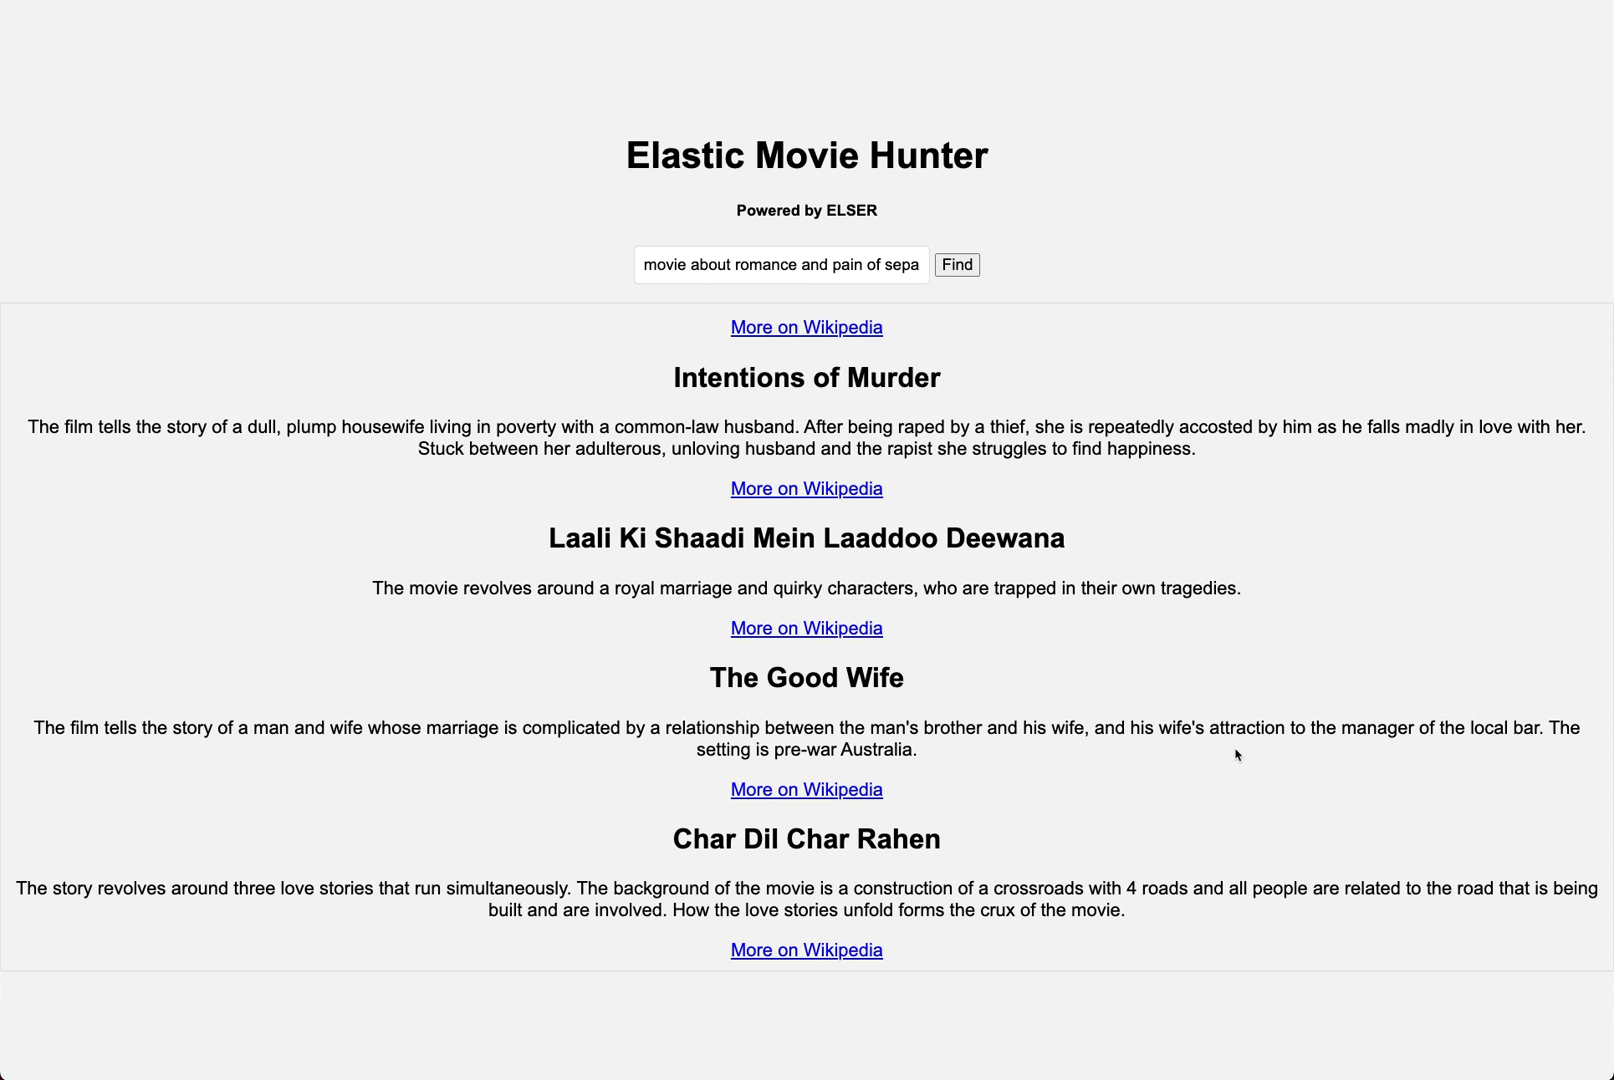 Elastic Movie Hunter
Powered by ELSER
movie about romance and pain of sepa
Find
More on Wikipedia
Intentions of Murder
The film tells the story of a dull, plump housewife living in poverty with a common-law husband. After being raped by a thief, she is repeatedly accosted by him as he falls madly in love with her.
Stuck between her adulterous, unloving husband and the rapist she struggles to find happiness.
More on Wikipedia
Laali Ki Shaadi Mein Laaddoo Deewana
The movie revolves around a royal marriage and quirky characters, who are trapped in their own tragedies.
More on Wikipedia
The Good Wife
The film tells the story of a man and wife whose marriage is complicated by a relationship between the man's brother and his wife, and his wife's attraction to the manager of the local bar. The
setting is pre-war Australia.
More on Wikipedia
Char Dil Char Rahen
The story revolves around three love stories that run simultaneously. The background of the movie is a construction of a crossroads with 4 roads and all people are related to the road that is being
built and are involved. How the love stories unfold forms the crux of the movie.
More on Wikipedia